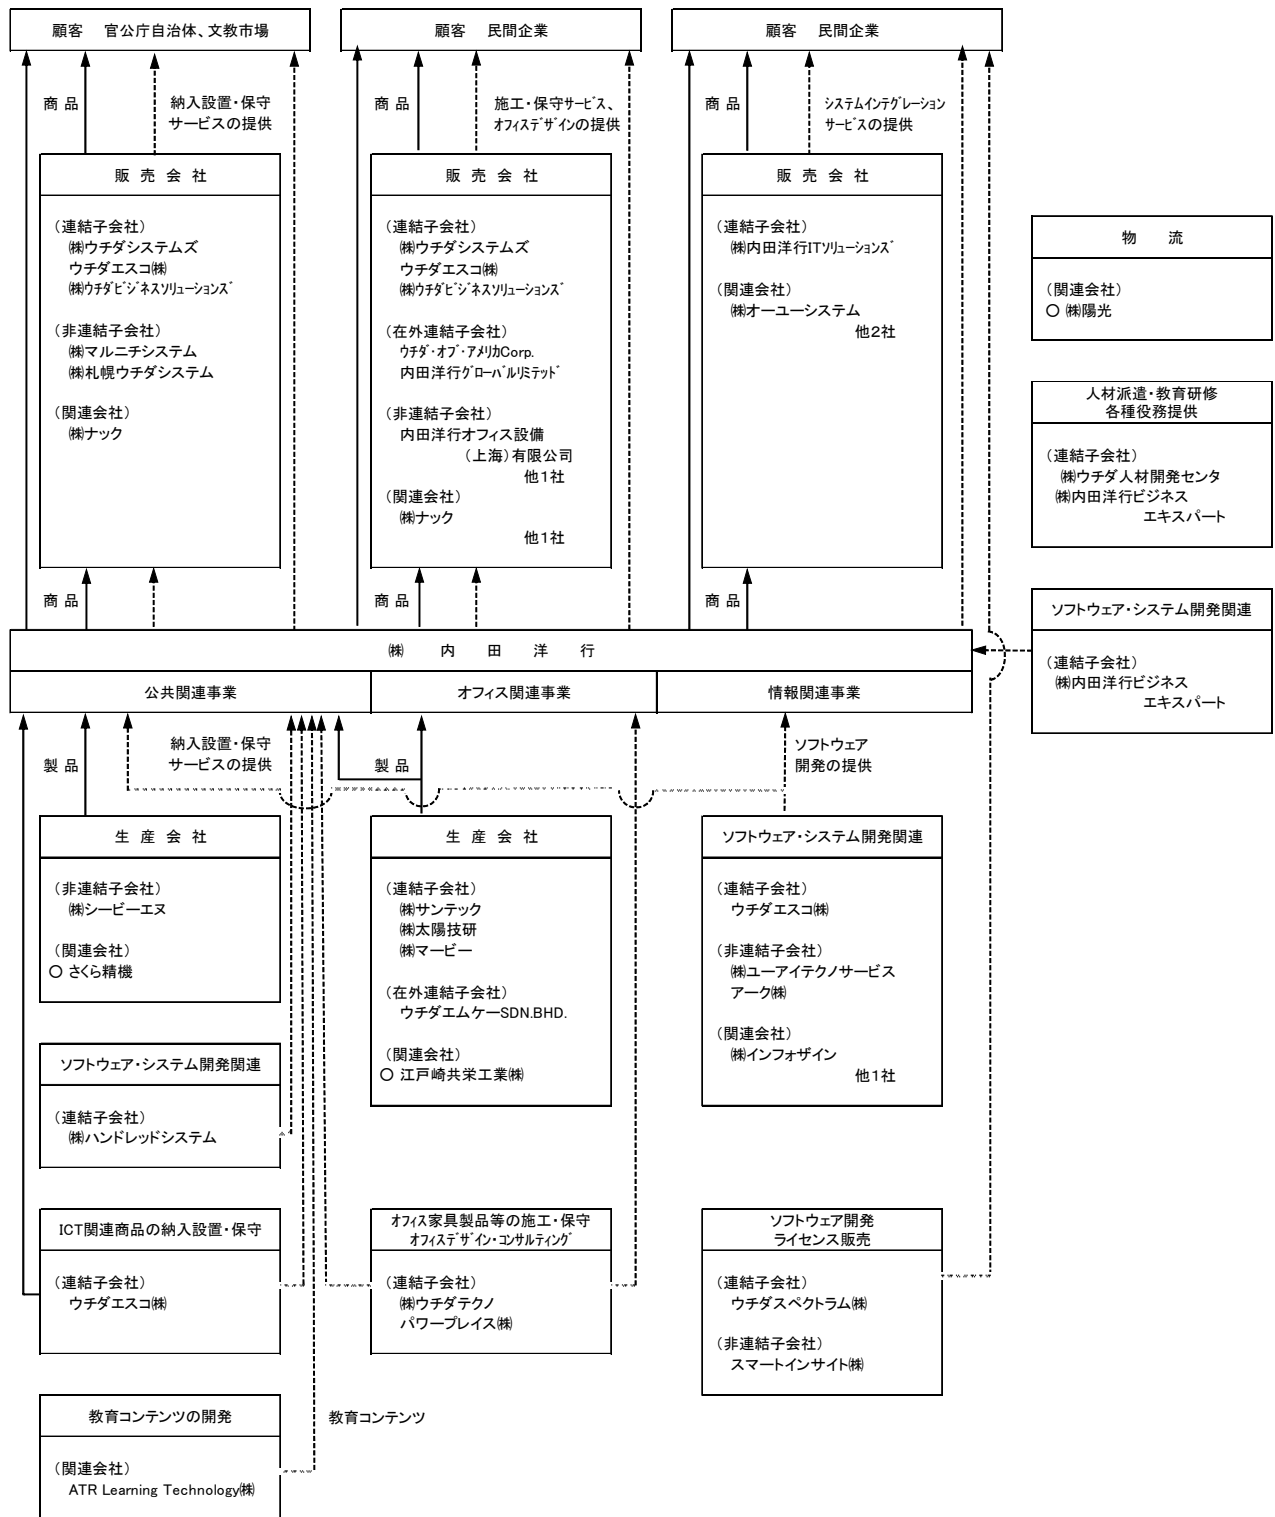 顧客　官公庁自治体、文教市場
顧客　民間企業
顧客　民間企業
商 品
納入設置・保守
サービスの提供
商 品
施工・保守ｻｰﾋﾞｽ、
ｵﾌｨｽﾃﾞｻﾞｲﾝの提供
商 品
ｼｽﾃﾑｲﾝﾃｸﾞﾚｰｼｮﾝ
ｻｰﾋﾞｽの提供
販 売 会 社
（連結子会社）
㈱ウチダシステムズ
ウチダエスコ㈱
㈱ｳﾁﾀﾞﾋﾞｼﾞﾈｽｿﾘｭｰｼｮﾝｽﾞ
（非連結子会社）
㈱マルニチシステム
㈱札幌ウチダシステム
（関連会社）
㈱ナック
販 売 会 社
（連結子会社）
㈱ウチダシステムズ
ウチダエスコ㈱
㈱ｳﾁﾀﾞﾋﾞｼﾞﾈｽｿﾘｭｰｼｮﾝｽﾞ
（在外連結子会社）
ｳﾁﾀﾞ･ｵﾌﾞ･ｱﾒﾘｶCorp.
内田洋行ｸﾞﾛｰﾊﾞﾙﾘﾐﾃｯﾄﾞ
（非連結子会社）
内田洋行オフィス設備
（上海）有限公司
他１社
（関連会社）
㈱ナック
他１社
販 売 会 社
（連結子会社）
㈱内田洋行ITｿﾘｭｰｼｮﾝｽﾞ
（関連会社）
㈱オーユーシステム
他２社
物　流
（関連会社）
○ ㈱陽光
人材派遣・教育研修
各種役務提供
（連結子会社）
㈱ウチダ人材開発センタ
㈱内田洋行ビジネス
エキスパート
ソフトウェア・システム開発関連
（連結子会社）
㈱内田洋行ビジネス
エキスパート
商 品
商 品
商 品
㈱　内　田　洋　行
公共関連事業
オフィス関連事業
情報関連事業
製 品
納入設置・保守
サービスの提供
製 品
ソフトウェア
開発の提供
生 産 会 社
（非連結子会社）
㈱シービーエヌ
（関連会社）
○ さくら精機
生 産 会 社
（連結子会社）
㈱サンテック
㈱太陽技研
㈱マービー
（在外連結子会社）
ウチダエムケーSDN.BHD.
（関連会社）
○ 江戸崎共栄工業㈱
ソフトウェア・システム開発関連
（連結子会社）
ウチダエスコ㈱
（非連結子会社）
㈱ユーアイテクノサービス
アーク㈱
（関連会社）
㈱インフォザイン
他１社
ソフトウェア・システム開発関連
（連結子会社）
㈱ハンドレッドシステム
ICT関連商品の納入設置・保守
（連結子会社）
ウチダエスコ㈱
ｵﾌｨｽ家具製品等の施工・保守
ｵﾌｨｽﾃﾞｻﾞｲﾝ・ｺﾝｻﾙﾃｨﾝｸﾞ
（連結子会社）
㈱ウチダテクノ
パワープレイス㈱
ソフトウェア開発
ライセンス販売
（連結子会社）
ウチダスペクトラム㈱
（非連結子会社）
スマートインサイト㈱
教育コンテンツの開発
（関連会社）
ATR Learning Technology㈱
教育コンテンツ